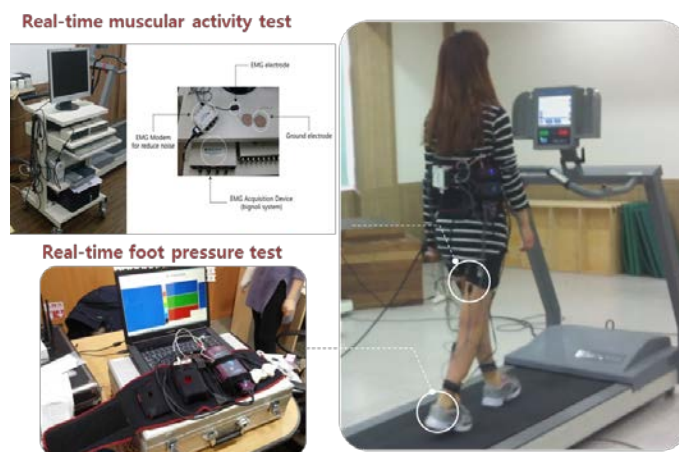 Real-time muscular activity test
EMG electrode
EMG Modem
for reduce noise
Ground electrode
EMG Acquisition Device
(bignoli system)
Real-time foot pressure test